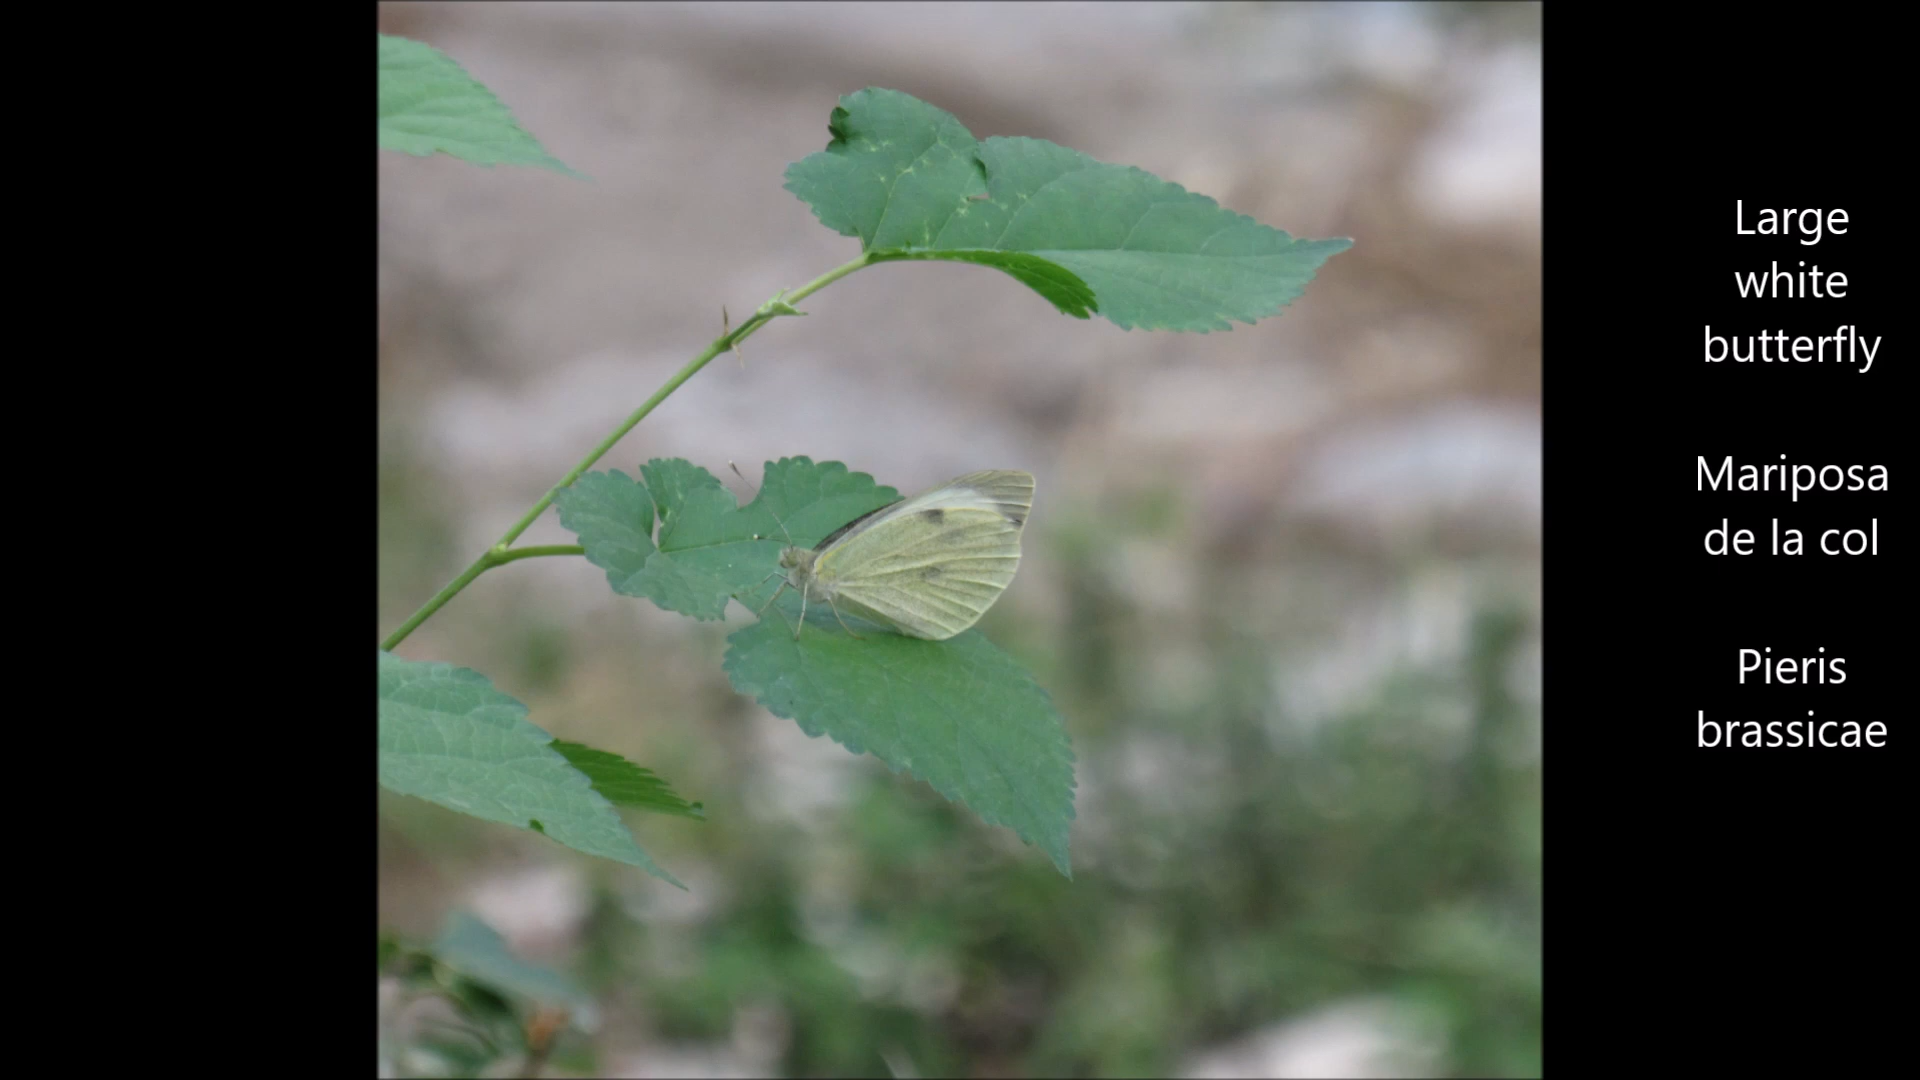 Large
white
butterfly
Mariposa
de la col
Pieris
brassicae